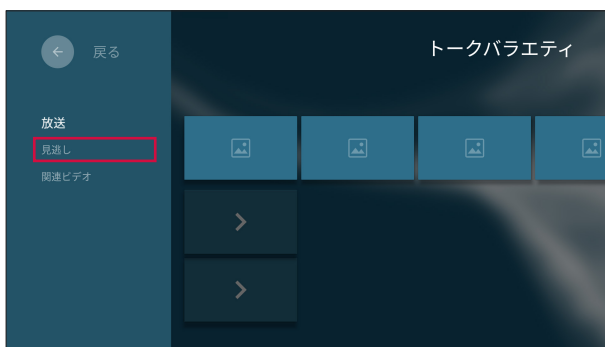 戻る
トークバラエティ
放送
見逃し
関連ビデオ